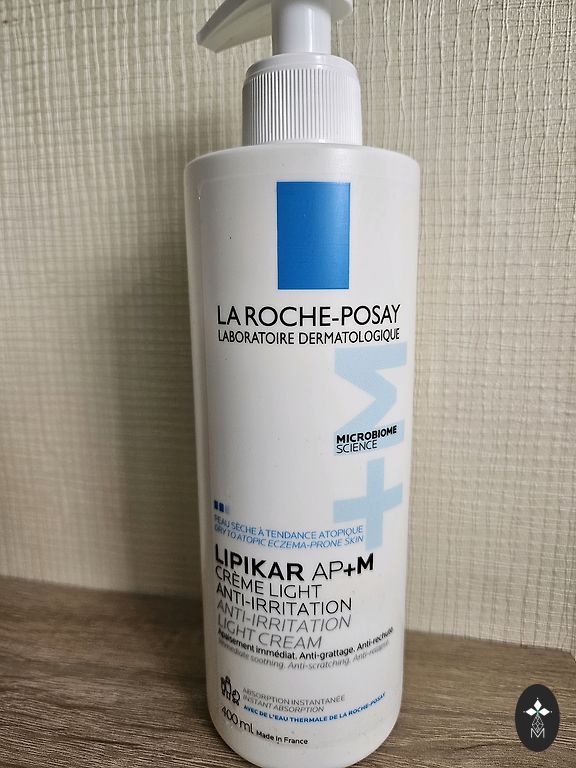 LA ROCHE-POSAY
LABORATOIRE DERMATOLOGIQUE
+M
MICROBIOME
SCIENCE
PEAU SÈCHE À TENDANCE ATOPIQUE
DRY TO ATOPIC ECZEMA-PRONE SKIN
LIPIKAR AP+M
CRÈME LIGHT
ANTI-IRRITATION
ANTI-IRRITATION
LIGHT CREAM
Apaisement immédiat. Anti-grattage. Anti-rechute.
Immediate soothing. Anti-scratching. Anti-relapse.
ABSORPTION INSTANTANÉE
INSTANT ABSORPTION
AVEC DE L'EAU THERMALE DE LA ROCHE-POSAY
400 ml Made in France
M